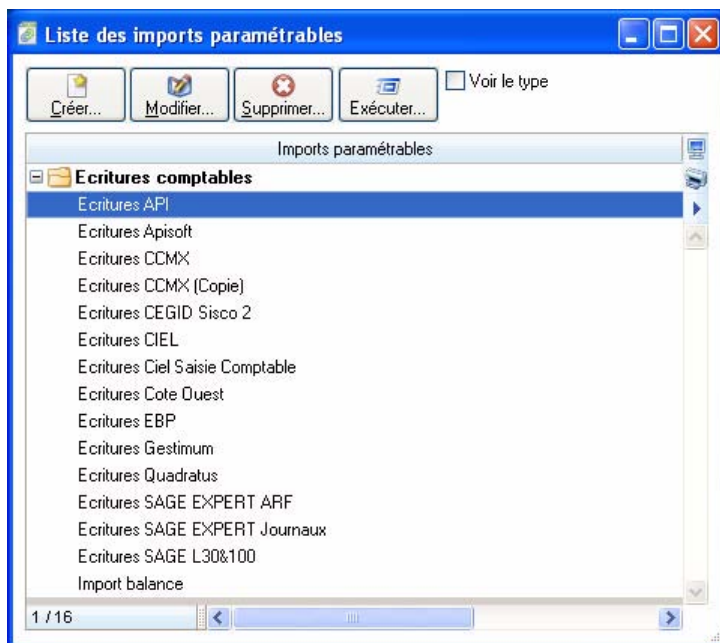 Liste des imports paramétrables
Créer... Modifier... Supprimer... Exécuter... Voir le type
Imports paramétrables
Ecritures comptables
Ecritures API
Ecritures Apisoft
Ecritures CCMX
Ecritures CCMX (Copie)
Ecritures CEGID Sisco 2
Ecritures CIEL
Ecritures Ciel Saisie Comptable
Ecritures Cote Ouest
Ecritures EBP
Ecritures Gestimum
Ecritures Quadratus
Ecritures SAGE EXPERT ARF
Ecritures SAGE EXPERT Journaux
Ecritures SAGE L30&100
Import balance
1 / 16